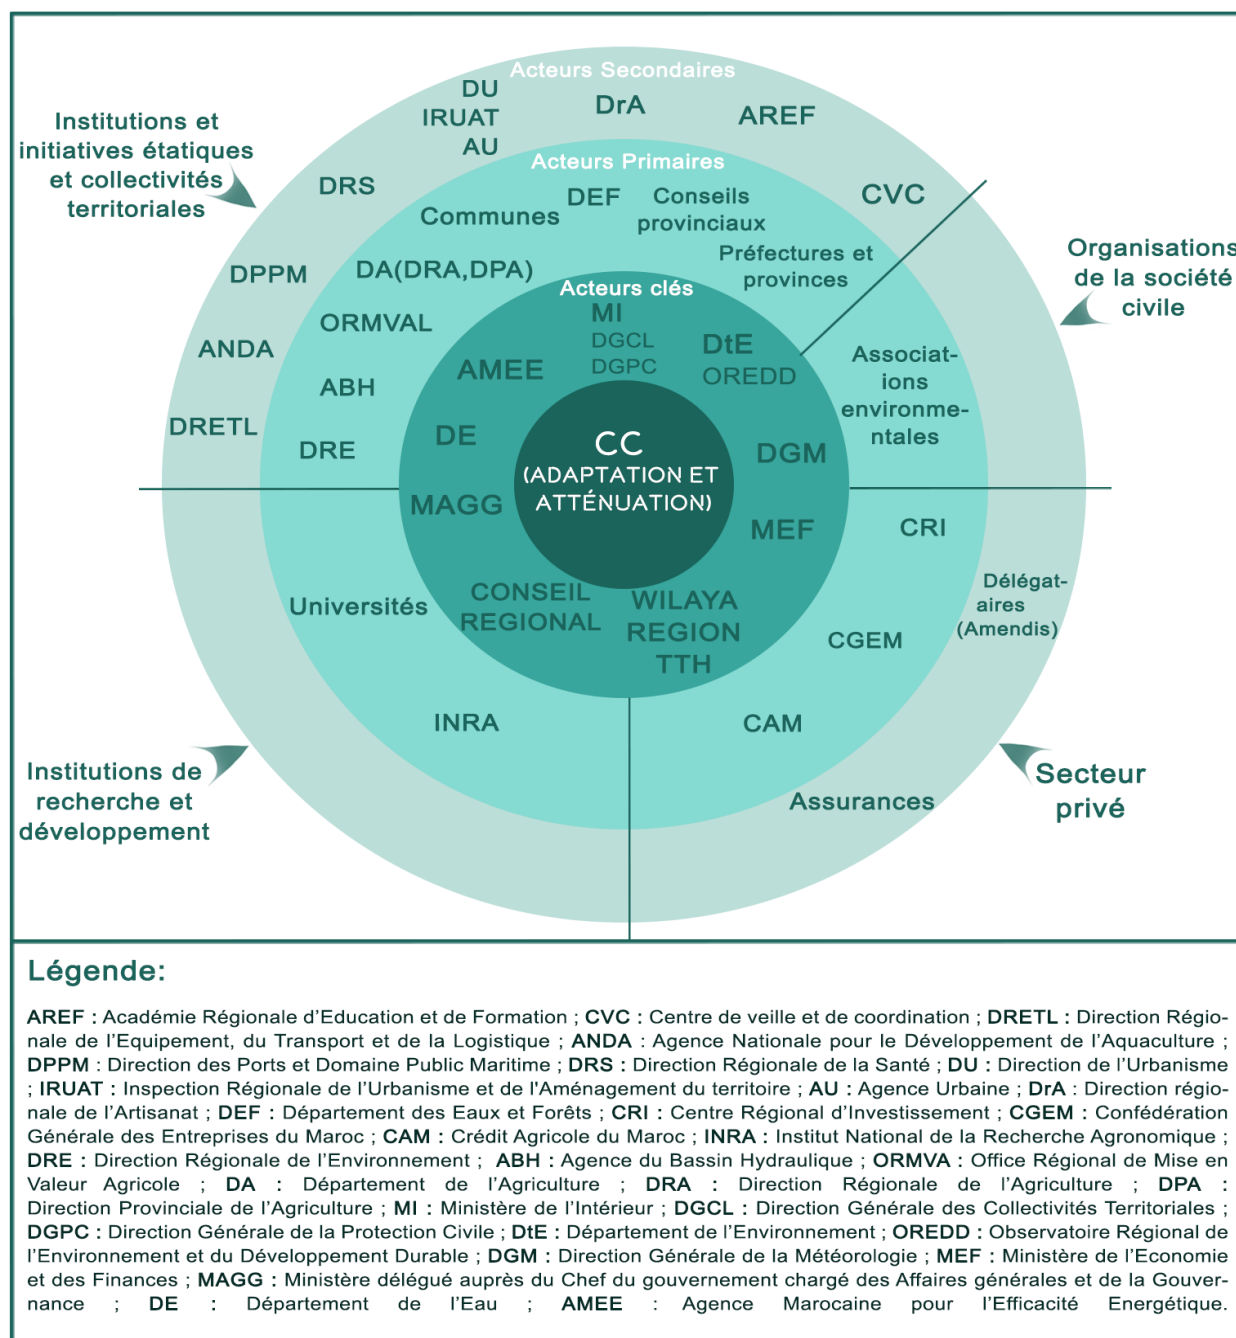 Acteurs Secondaires
DU
IRUAT
AU
DrA
AREF
Institutions et
initiatives étatiques
et collectivités
territoriales
DRS
DPPM
ANDA
DRETL
CVC
Acteurs Primaires
Communes
DEF
Conseils
provinciaux
Préfectures et
provinces
DA(DRA,DPA)
ORMVAL
ABH
DRE
Organisations
de la société
civile
Associat-
ions
environme-
ntales
Acteurs clés
MI
DGCL
DGPC
DtE
OREDD
AMEE
DE
DGM
MAGG
MEF
CONSEIL
REGIONAL
WILAYA
REGION
TTH
CC
(ADAPTATION ET
ATTÉNUATION)
Universités
INRA
Institutions de
recherche et
développement
CRI
CGEM
CAM
Délégat-
aires
(Amendis)
Assurances
Secteur
privé
Légende:
AREF : Académie Régionale d’Education et de Formation ; CVC : Centre de veille et de coordination ; DRETL : Direction Régio-
nale de l’Equipement, du Transport et de la Logistique ; ANDA : Agence Nationale pour le Développement de l’Aquaculture ;
DPPM : Direction des Ports et Domaine Public Maritime ; DRS : Direction Régionale de la Santé ; DU : Direction de l’Urbanisme
; IRUAT : Inspection Régionale de l’Urbanisme et de l'Aménagement du territoire ; AU : Agence Urbaine ; DrA : Direction régio-
nale de l’Artisanat ; DEF : Département des Eaux et Forêts ; CRI : Centre Régional d’Investissement ; CGEM : Confédération
Générale des Entreprises du Maroc ; CAM : Crédit Agricole du Maroc ; INRA : Institut National de la Recherche Agronomique ;
DRE : Direction Régionale de l’Environnement ; ABH : Agence du Bassin Hydraulique ; ORMVA : Office Régional de Mise en
Valeur Agricole ; DA : Département de l’Agriculture ; DRA : Direction Régionale de l’Agriculture ; DPA :
Direction Provinciale de l’Agriculture ; MI : Ministère de l’Intérieur ; DGCL : Direction Générale des Collectivités Territoriales ;
DGPC : Direction Générale de la Protection Civile ; DtE : Département de l’Environnement ; OREDD : Observatoire Régional de
l’Environnement et du Développement Durable ; DGM : Direction Générale de la Météorologie ; MEF : Ministère de l’Economie
et des Finances ; MAGG : Ministère délégué auprès du Chef du gouvernement chargé des Affaires générales et de la Gouver-
nance ; DE : Département de l’Eau ; AMEE : Agence Marocaine pour l’Efficacité Energétique.